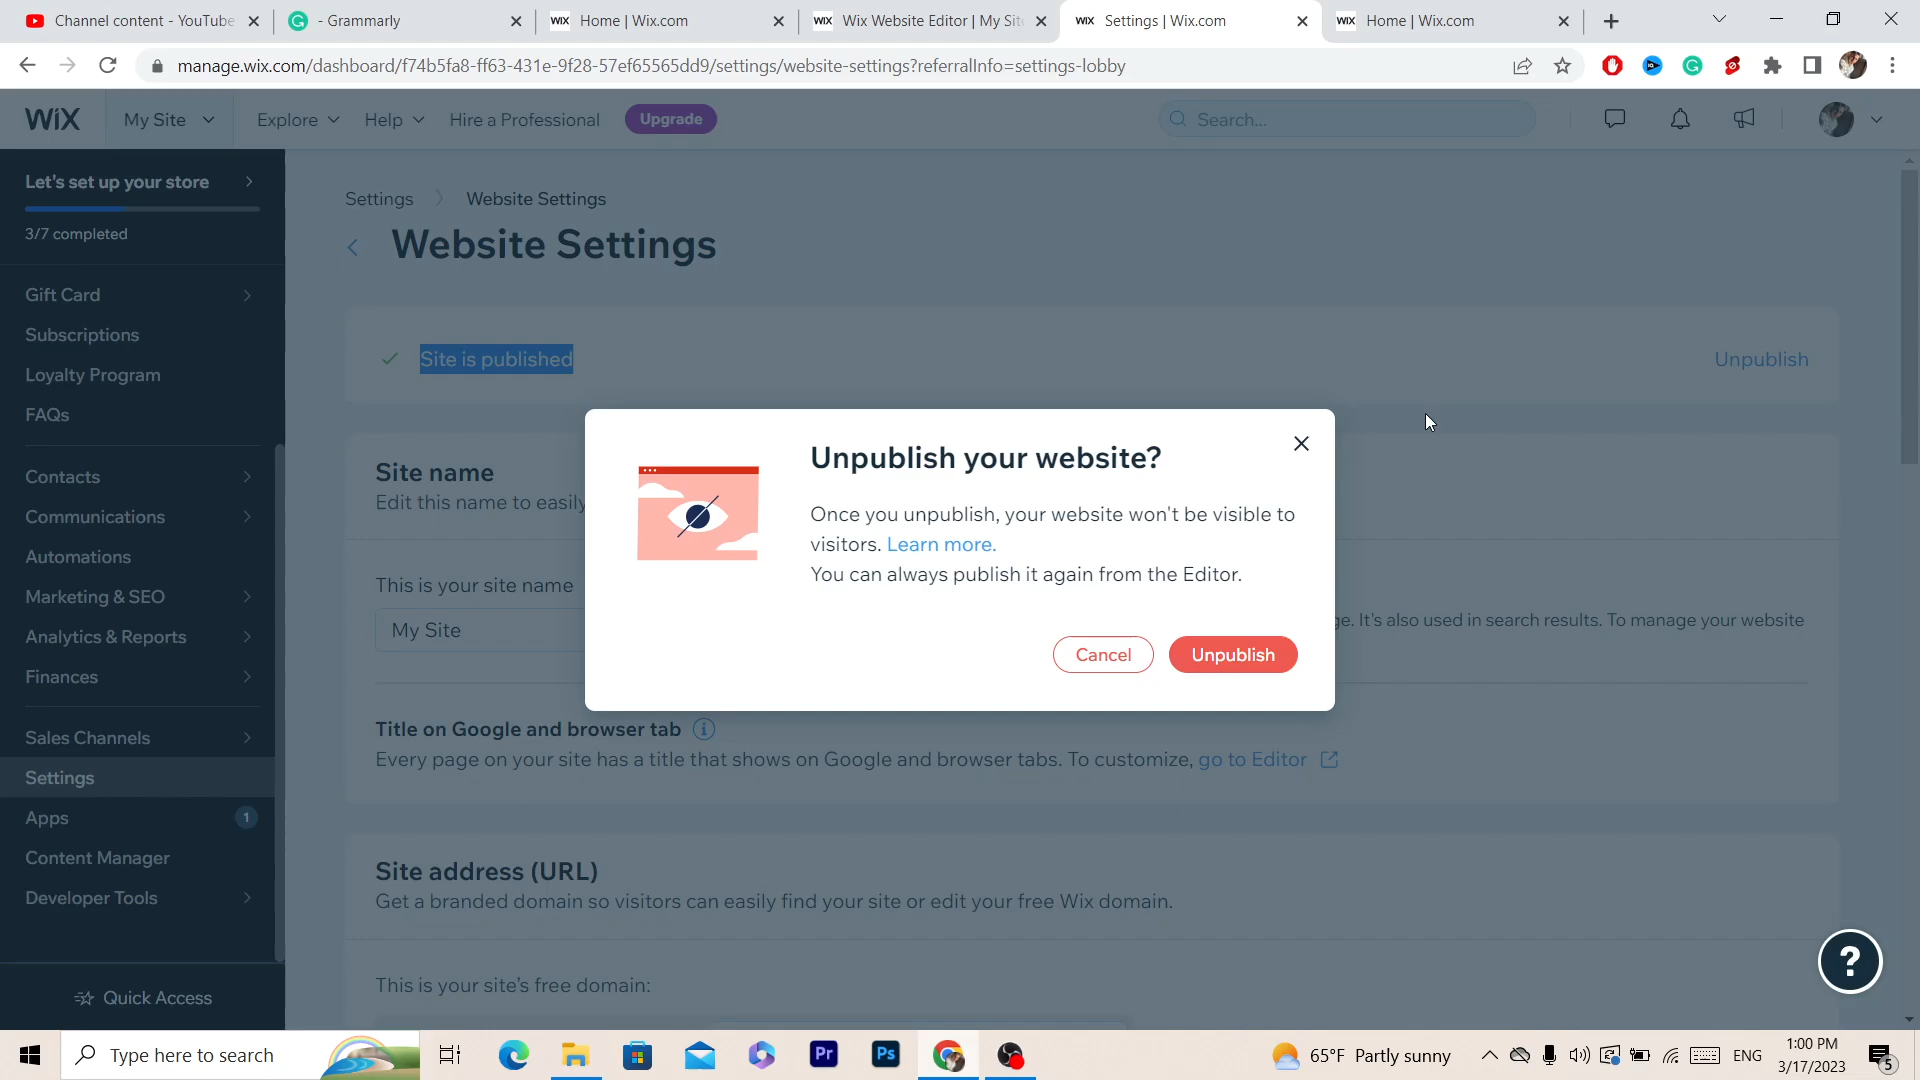 Channel content - YouTube
- Grammarly
WIX Home | Wix.com
WIX Wix Website Editor | My Sit
WIX Settings | Wix.com
WIX Home | Wix.com
manage.wix.com/dashboard/f74b5fa8-ff63-431e-9f28-57ef65565dd9/settings/website-settings?referralInfo=settings-lobby
WIX
My Site
Explore
Help
Hire a Professional
Upgrade
Search...
Let's set up your store
3/7 completed
Gift Card
Subscriptions
Loyalty Program
FAQs
Contacts
Communications
Automations
Marketing & SEO
Analytics & Reports
Finances
Sales Channels
Settings
Apps 1
Content Manager
Developer Tools
Quick Access
Settings
Website Settings
Website Settings
Site is published
Unpublish
Site name
Edit this name to easily
This is your site name
My Site
ge. It's also used in search results. To manage your website
Unpublish your website?
Once you unpublish, your website won't be visible to
visitors. Learn more.
You can always publish it again from the Editor.
Cancel
Unpublish
Title on Google and browser tab
Every page on your site has a title that shows on Google and browser tabs. To customize, go to Editor
Site address (URL)
Get a branded domain so visitors can easily find your site or edit your free Wix domain.
This is your site's free domain:
?
Type here to search
Pr
Ps
65°F Partly sunny
ENG
1:00 PM
3/17/2023
5